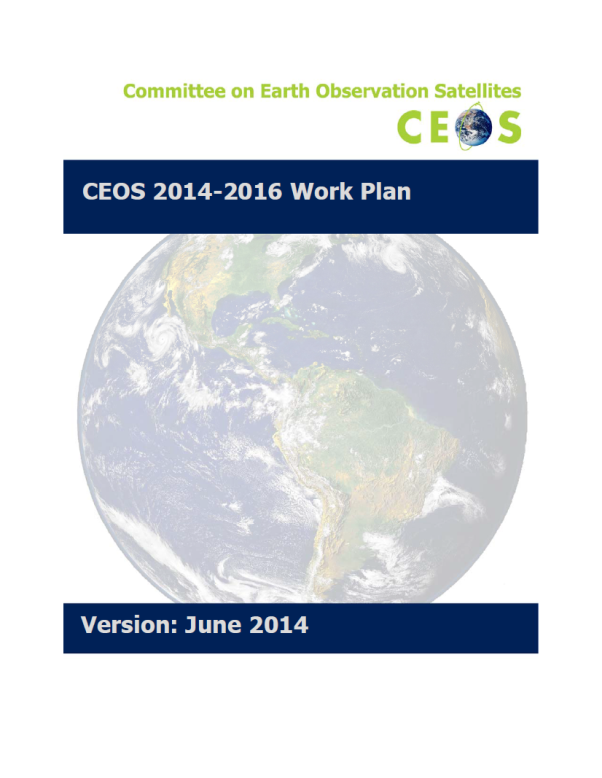 Committee on Earth Observation Satellites
CEOS
CEOS 2014-2016 Work Plan
Version: June 2014